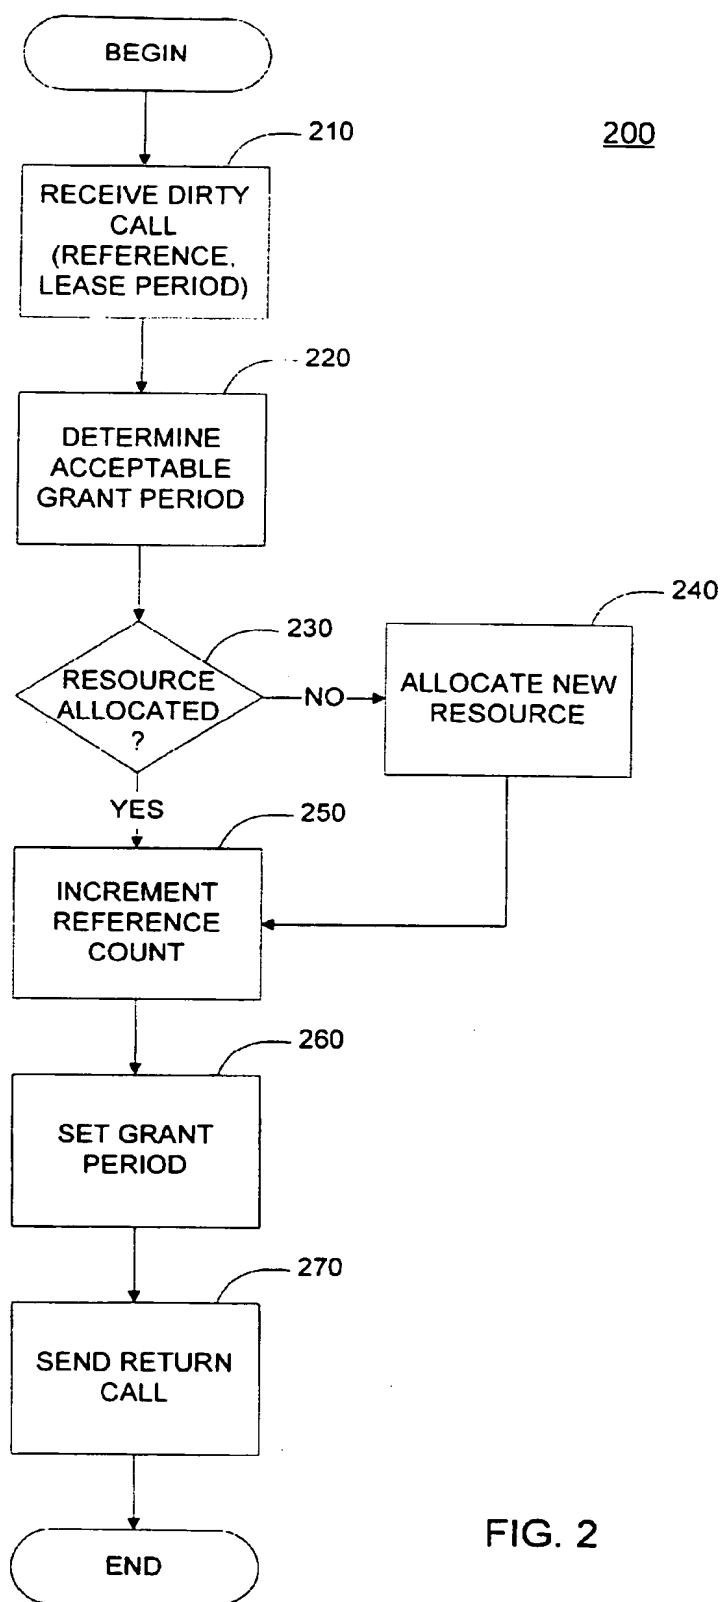 BEGIN
210
200
RECEIVE DIRTY
CALL
(REFERENCE,
LEASE PERIOD)
220
DETERMINE
ACCEPTABLE
GRANT PERIOD
230
240
RESOURCE
ALLOCATED
?
NO
ALLOCATE NEW
RESOURCE
YES
250
INCREMENT
REFERENCE
COUNT
260
SET GRANT
PERIOD
270
SEND RETURN
CALL
END
FIG. 2